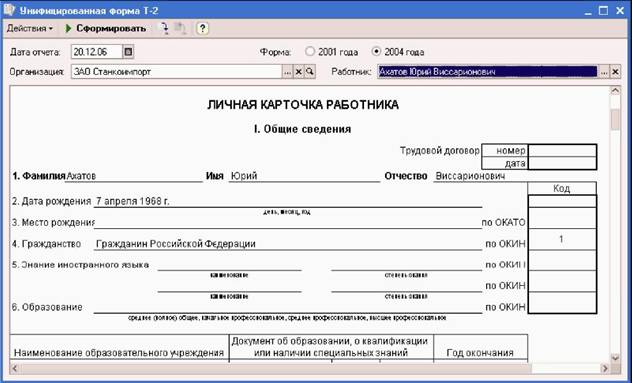 Унифицированная форма Т-2
Действия Сформировать ?
Дата отчета: 20.12.06 Форма: 2001 года 2004 года
Организация: ЗАО Станкоимпорт ... × Работник: Ахатов Юрий Виссарионович ... ×
ЛИЧНАЯ КАРТОЧКА РАБОТНИКА
I. Общие сведения
Трудовой договор номер
дата
1. Фамилия Ахатов Имя Юрий Отчество Виссарионович
Код
2. Дата рождения 7 апреля 1968 г.
день, месяц, год
3. Место рождения по ОКАТО
4. Гражданство Гражданин Российской Федерации по ОКИН 1
5. Знание иностранного языка по ОКИН
наименование степень знания
по ОКИН
наименование степень знания
6. Образование по ОКИН
среднее (полное) общее, начальное профессиональное, среднее профессиональное, высшее профессиональное
Наименование образовательного учреждения Документ об образовании, о квалификации Год окончания
или наличии специальных знаний